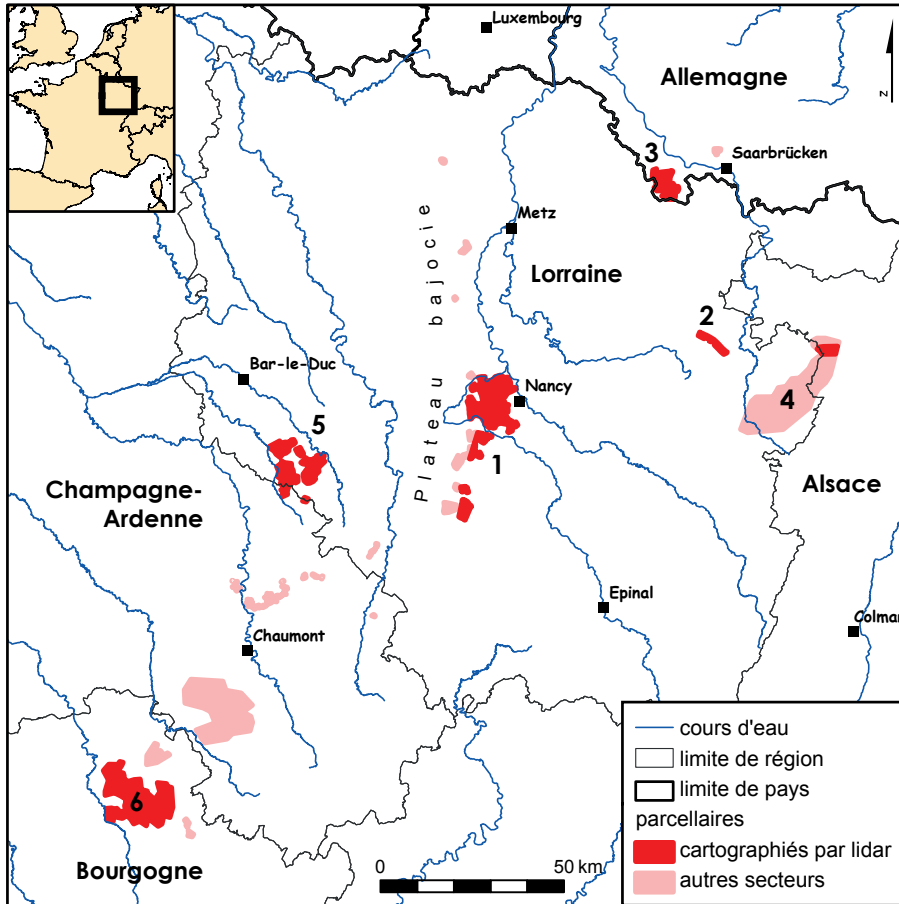 Luxembourg
Allemagne
z
3
Saarbrücken
Metz
Lorraine
Plateau bajocie
2
Bar-le-Duc
Nancy
4
5
1
Champagne-
Ardenne
Alsace
Epinal
Colmar
Chaumont
6
Bourgogne
0 50 km
cours d'eau
limite de région
limite de pays
parcellaires
cartographiés par lidar
autres secteurs